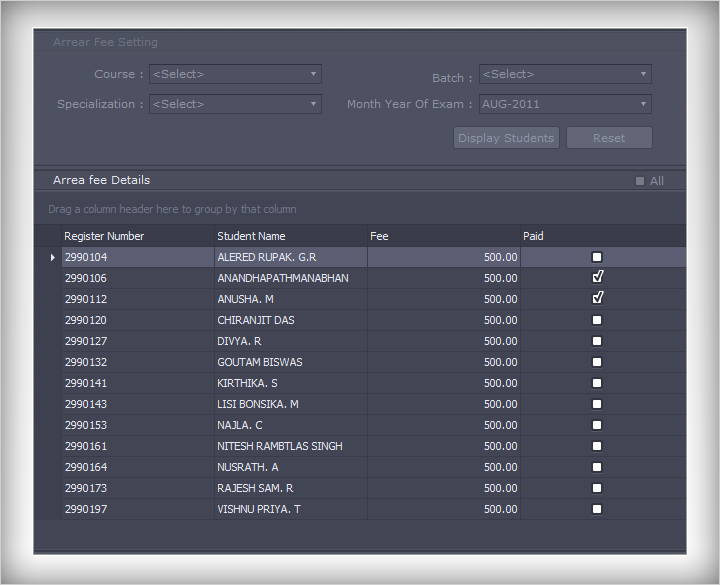 Arrear Fee Setting
Course : <Select> Batch : <Select>
Specialization : <Select> Month Year Of Exam : AUG-2011
Display Students Reset
Arrea fee Details All
Drag a column header here to group by that column
Register Number Student Name Fee Paid
2990104 ALERED RUPAK. G.R 500.00
2990106 ANANDHAPATHMANABHAN 500.00
2990112 ANUSHA. M 500.00
2990120 CHIRANJIT DAS 500.00
2990127 DIVYA. R 500.00
2990132 GOUTAM BISWAS 500.00
2990141 KIRTHIKA. S 500.00
2990143 LISI BONSIKA. M 500.00
2990153 NAJLA. C 500.00
2990161 NITESH RAMBTLAS SINGH 500.00
2990164 NUSRATH. A 500.00
2990173 RAJESH SAM. R 500.00
2990197 VISHNU PRIYA. T 500.00